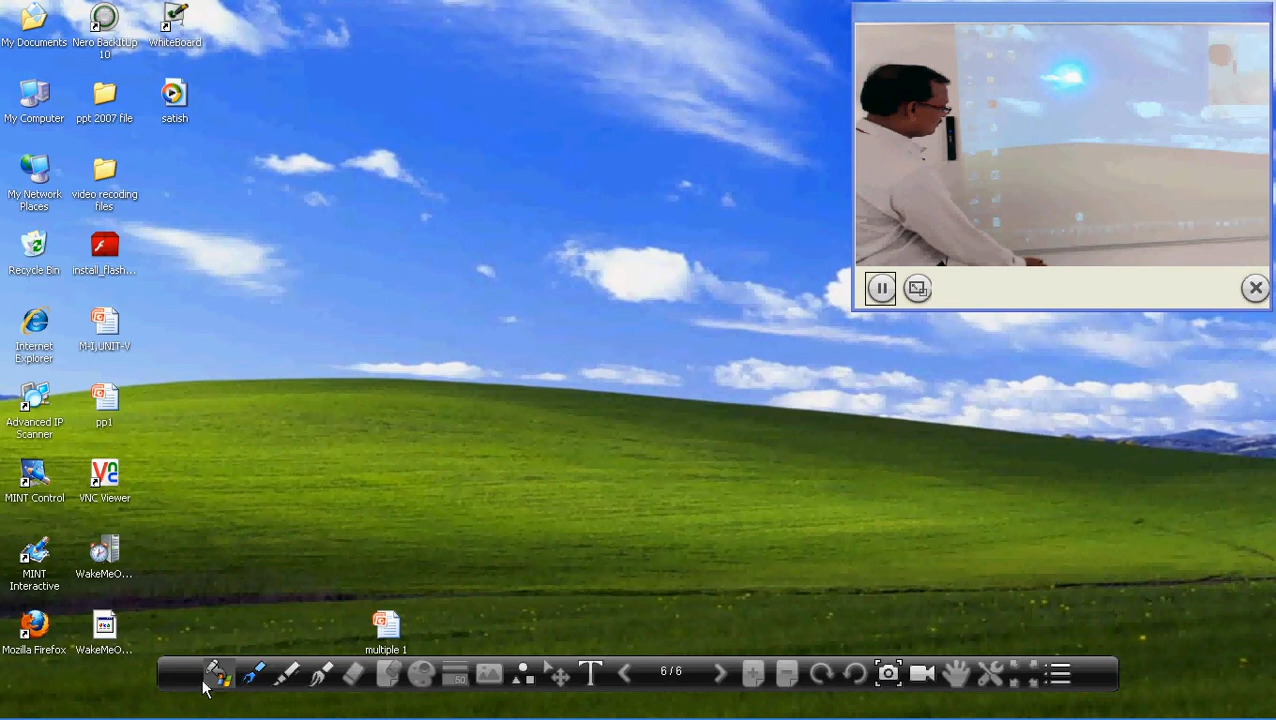 My Documents
Nero BackItUp
10
WhiteBoard
My Computer
ppt 2007 file
satish
My Network
Places
video recoding
files
Recycle Bin
install_flash...
Internet
Explorer
M-I,UNIT-V
Advanced IP
Scanner
pp1
MINT Control
VNC Viewer
MINT
Interactive
WakeMeO...
Mozilla Firefox
WakeMeO...
multiple 1
50
T
6 / 6